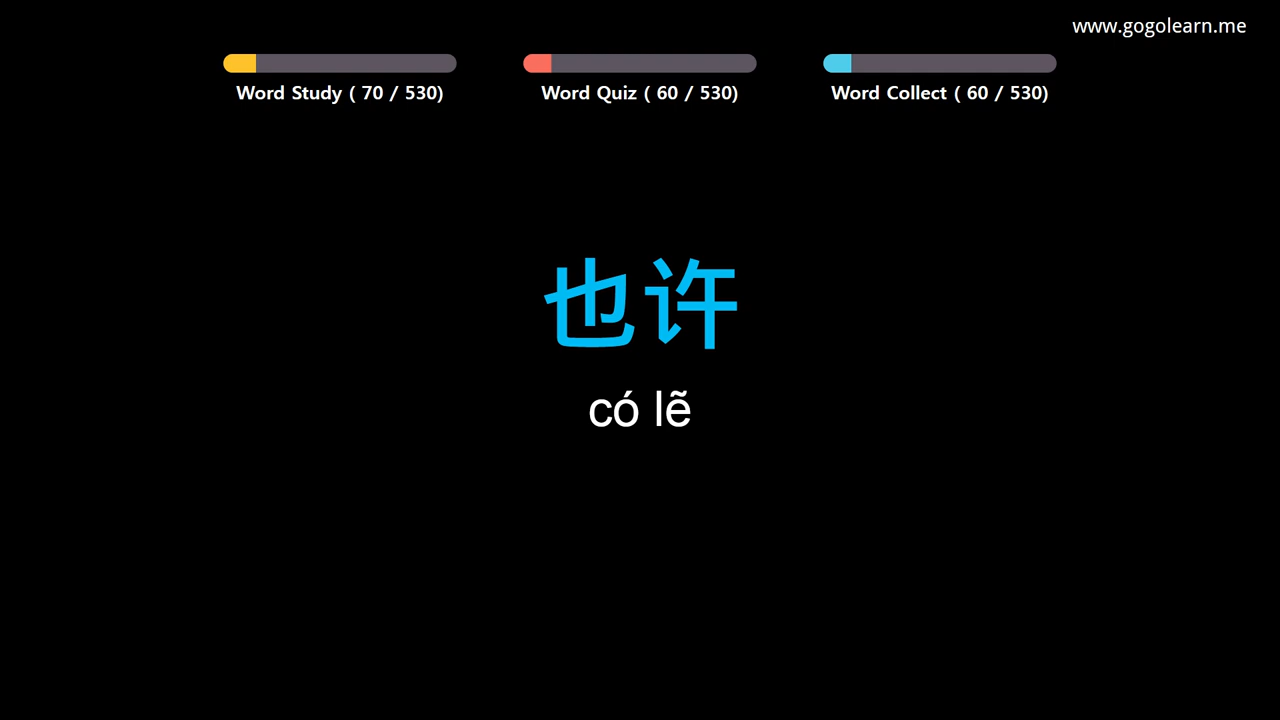 www.gogolearn.me
Word Study ( 70 / 530)
Word Quiz ( 60 / 530)
Word Collect ( 60 / 530)
也许
có lẽ